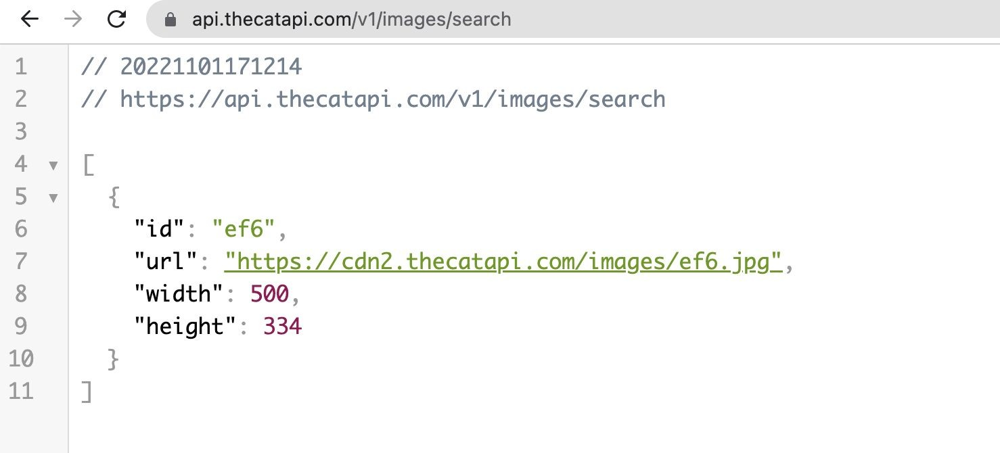 api.thecatapi.com/v1/images/search
1 // 20221101171214
2 // https://api.thecatapi.com/v1/images/search
3
4 [
5 {
6 "id": "ef6",
7 "url": "https://cdn2.thecatapi.com/images/ef6.jpg",
8 "width": 500,
9 "height": 334
10 }
11 ]